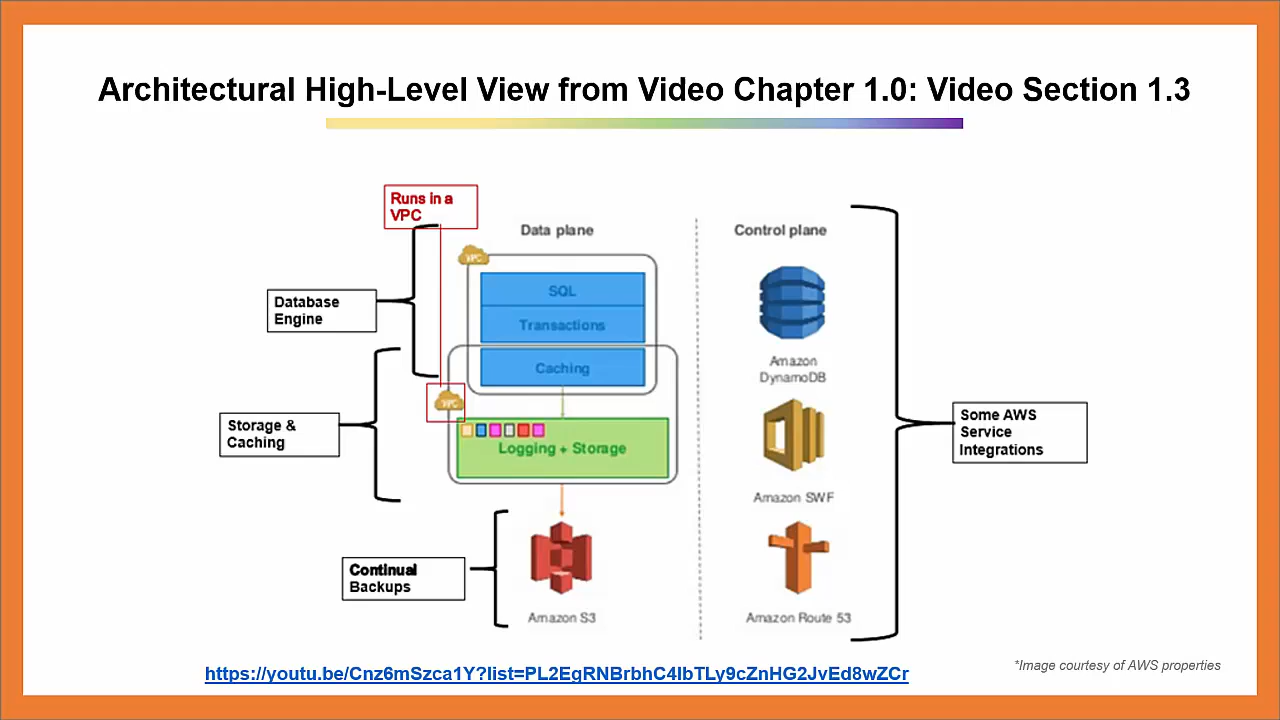 Architectural High-Level View from Video Chapter 1.0: Video Section 1.3
Runs in a
VPC
Data plane
Control plane
VPC
SQL
Database
Engine
Transactions
Caching
Amazon
DynamoDB
VPC
Storage &
Caching
Logging + Storage
Some AWS
Service
Integrations
Amazon SWF
Continual
Backups
Amazon S3
Amazon Route 53
https://youtu.be/Cnz6mSzca1Y?list=PL2EgRNBrbhC4IbTLy9cZnHG2JvEd8wZCr
*Image courtesy of AWS properties